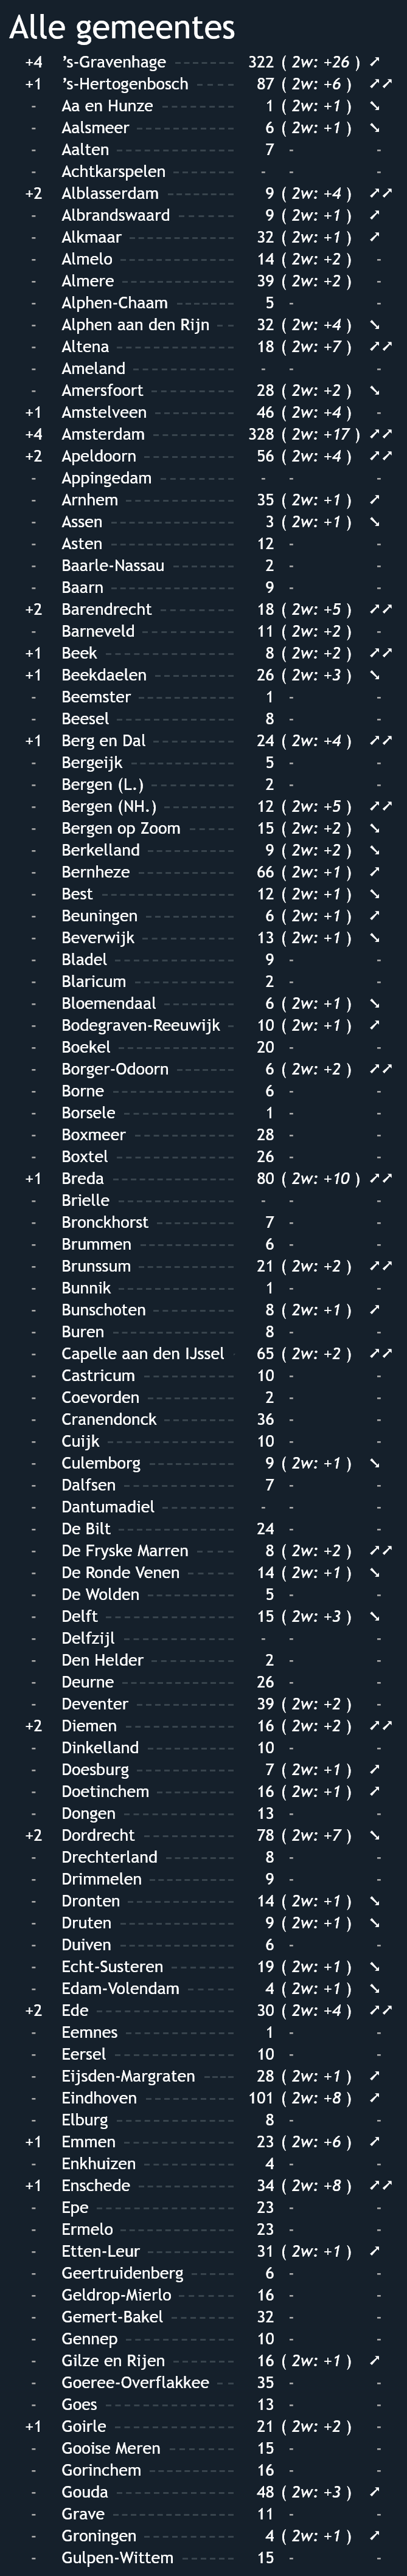 Alle gemeentes
+4 ’s-Gravenhage 322 ( 2w: +26 ) ➚
+1 ’s-Hertogenbosch 87 ( 2w: +6 ) ➚➚
- Aa en Hunze 1 ( 2w: +1 ) ➘
- Aalsmeer 6 ( 2w: +1 ) ➘
- Aalten 7 - -
- Achtkarspelen - - -
+2 Alblasserdam 9 ( 2w: +4 ) ➚➚
- Albrandswaard 9 ( 2w: +1 ) ➚
- Alkmaar 32 ( 2w: +1 ) ➚
- Almelo 14 ( 2w: +2 ) -
- Almere 39 ( 2w: +2 ) -
- Alphen-Chaam 5 - -
- Alphen aan den Rijn 32 ( 2w: +4 ) ➘
- Altena 18 ( 2w: +7 ) ➚➚
- Ameland - - -
- Amersfoort 28 ( 2w: +2 ) ➘
+1 Amstelveen 46 ( 2w: +4 ) -
+4 Amsterdam 328 ( 2w: +17 ) ➚➚
+2 Apeldoorn 56 ( 2w: +4 ) ➚➚
- Appingedam - - -
- Arnhem 35 ( 2w: +1 ) ➚
- Assen 3 ( 2w: +1 ) ➘
- Asten 12 - -
- Baarle-Nassau 2 - -
- Baarn 9 - -
+2 Barendrecht 18 ( 2w: +5 ) ➚➚
- Barneveld 11 ( 2w: +2 ) -
+1 Beek 8 ( 2w: +2 ) ➚➚
+1 Beekdaelen 26 ( 2w: +3 ) ➘
- Beemster 1 - -
- Beesel 8 - -
+1 Berg en Dal 24 ( 2w: +4 ) ➚➚
- Bergeijk 5 - -
- Bergen (L.) 2 - -
- Bergen (NH.) 12 ( 2w: +5 ) ➚➚
- Bergen op Zoom 15 ( 2w: +2 ) ➘
- Berkelland 9 ( 2w: +2 ) ➘
- Bernheze 66 ( 2w: +1 ) ➚
- Best 12 ( 2w: +1 ) ➘
- Beuningen 6 ( 2w: +1 ) ➚
- Beverwijk 13 ( 2w: +1 ) ➘
- Bladel 9 - -
- Blaricum 2 - -
- Bloemendaal 6 ( 2w: +1 ) ➘
- Bodegraven-Reeuwijk 10 ( 2w: +1 ) ➚
- Boekel 20 - -
- Borger-Odoorn 6 ( 2w: +2 ) ➚➚
- Borne 6 - -
- Borsele 1 - -
- Boxmeer 28 - -
- Boxtel 26 - -
+1 Breda 80 ( 2w: +10 ) ➚➚
- Brielle - - -
- Bronckhorst 7 - -
- Brummen 6 - -
- Brunssum 21 ( 2w: +2 ) ➚➚
- Bunnik 1 - -
- Bunschoten 8 ( 2w: +1 ) ➚
- Buren 8 - -
- Capelle aan den IJssel 65 ( 2w: +2 ) ➚➚
- Castricum 10 - -
- Coevorden 2 - -
- Cranendonck 36 - -
- Cuijk 10 - -
- Culemborg 9 ( 2w: +1 ) ➘
- Dalfsen 7 - -
- Dantumadiel - - -
- De Bilt 24 - -
- De Fryske Marren 8 ( 2w: +2 ) ➚➚
- De Ronde Venen 14 ( 2w: +1 ) ➘
- De Wolden 5 - -
- Delft 15 ( 2w: +3 ) ➘
- Delfzijl - - -
- Den Helder 2 - -
- Deurne 26 - -
- Deventer 39 ( 2w: +2 ) -
+2 Diemen 16 ( 2w: +2 ) ➚➚
- Dinkelland 10 - -
- Doesburg 7 ( 2w: +1 ) ➚
- Doetinchem 16 ( 2w: +1 ) ➚
- Dongen 13 - -
+2 Dordrecht 78 ( 2w: +7 ) ➘
- Drechterland 8 - -
- Drimmelen 9 - -
- Dronten 14 ( 2w: +1 ) ➘
- Druten 9 ( 2w: +1 ) ➘
- Duiven 6 - -
- Echt-Susteren 19 ( 2w: +1 ) ➘
- Edam-Volendam 4 ( 2w: +1 ) ➘
+2 Ede 30 ( 2w: +4 ) ➚➚
- Eemnes 1 - -
- Eersel 10 - -
- Eijsden-Margraten 28 ( 2w: +1 ) ➚
- Eindhoven 101 ( 2w: +8 ) ➚
- Elburg 8 - -
+1 Emmen 23 ( 2w: +6 ) ➚
- Enkhuizen 4 - -
+1 Enschede 34 ( 2w: +8 ) ➚➚
- Epe 23 - -
- Ermelo 23 - -
- Etten-Leur 31 ( 2w: +1 ) ➚
- Geertruidenberg 6 - -
- Geldrop-Mierlo 16 - -
- Gemert-Bakel 32 - -
- Gennep 10 - -
- Gilze en Rijen 16 ( 2w: +1 ) ➚
- Goeree-Overflakkee 35 - -
- Goes 13 - -
+1 Goirle 21 ( 2w: +2 ) -
- Gooise Meren 15 - -
- Gorinchem 16 - -
- Gouda 48 ( 2w: +3 ) ➚
- Grave 11 - -
- Groningen 4 ( 2w: +1 ) ➚
- Gulpen-Wittem 15 - -